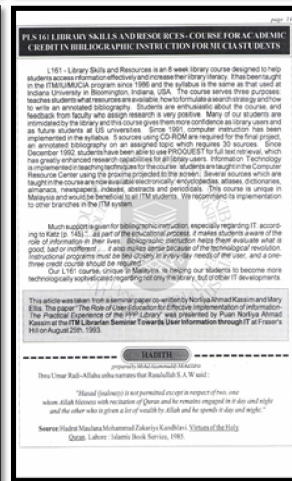 page 14
PLS 161 LIBRARY SKILLS AND RESOURCES - COURSE FOR ACADEMIC
CREDIT IN BIBLIOGRAPHIC INSTRUCTION FOR MUCIA STUDENTS
L161 - Library Skills and Resources is an 8 week library course designed to help
students access information effectively and increase their library literacy. It has been taught
in the ITM/IU/MUCIA program since 1986 and the syllabus is the same as that used at
Indiana University in Bloomington, Indiana, USA. The course serves three purposes:
teaches students what resources are available, how to formulate a search strategy and how
to write an annotated bibliography. Students are enthusiastic about the course, and
feedback from faculty who assign research is very positive. Many of our students are
intimidated by the library and this course gives them more confidence as library users and
as future students at US universities. Since 1991, computer instruction has been
implemented in the syllabus. 5 sources using CD-ROM are required for the final project,
an annotated bibliography on an assigned topic which requires 30 sources. Since
December 1992, students have been able to use PROQUEST for full text retrieval, which
has greatly enhanced research capabilities for all library users. Information Technology
is implemented in teaching techniques for the course: students are taught in the Computer
Resource Center using the proxima projected to the screen. Several sources which are
taught in the course are now available electronically: encyclopedias, atlases, dictionaries,
almanacs, newspapers, indexes, abstracts and periodicals. This course is unique in
Malaysia and would be beneficial to all ITM students. We recommend its implementation
to other branches in the ITM system.
Much support is given for bibliographic instruction, especially regarding IT. accord-
ing to Katz (p. 145) "...as part of the educational process, it makes students aware of the
role of information in their lives. Bibliographic instruction helps them evaluate what is
good, bad or indifferent ... it also makes sense because of the technological revolution.
Instructional programs must be tied closely to every day needs of the user, and a one-
three credit course should be required."
Our L161 course, unique in Malaysia, is helping our students to become more
technologically sophisticated regarding not only the library, but of other IT developments.
This article was taken from a seminar paper co-written by Norliya Ahmad Kassim and Mary
Ellis. The paper "The Role of User Education for Effective Implementation of Information-
The Practical Experience of the PPP Library" was presented by Puan Norliya Ahmad
Kassim at the ITM Librarian Seminar Towards User Information through IT at Fraser's
Hill on August 25th, 1993.
HADITH
Ibnu Umar Radi-Allahu anhu narrates that Rasulullah S.A.W said :
"Hasad (jealousy) is not permitted except in respect of two, one
whom Allah blesses with recitation of Quran and he remains engaged in it day and night
and the other who is given a lot of wealth by Allah and he spends it day and night."
Source: Hadrat Maulana Mohammad Zakariya Kandhlavi. Virtues of the Holy
Quran. Lahore : Islamic Book Service, 1985.